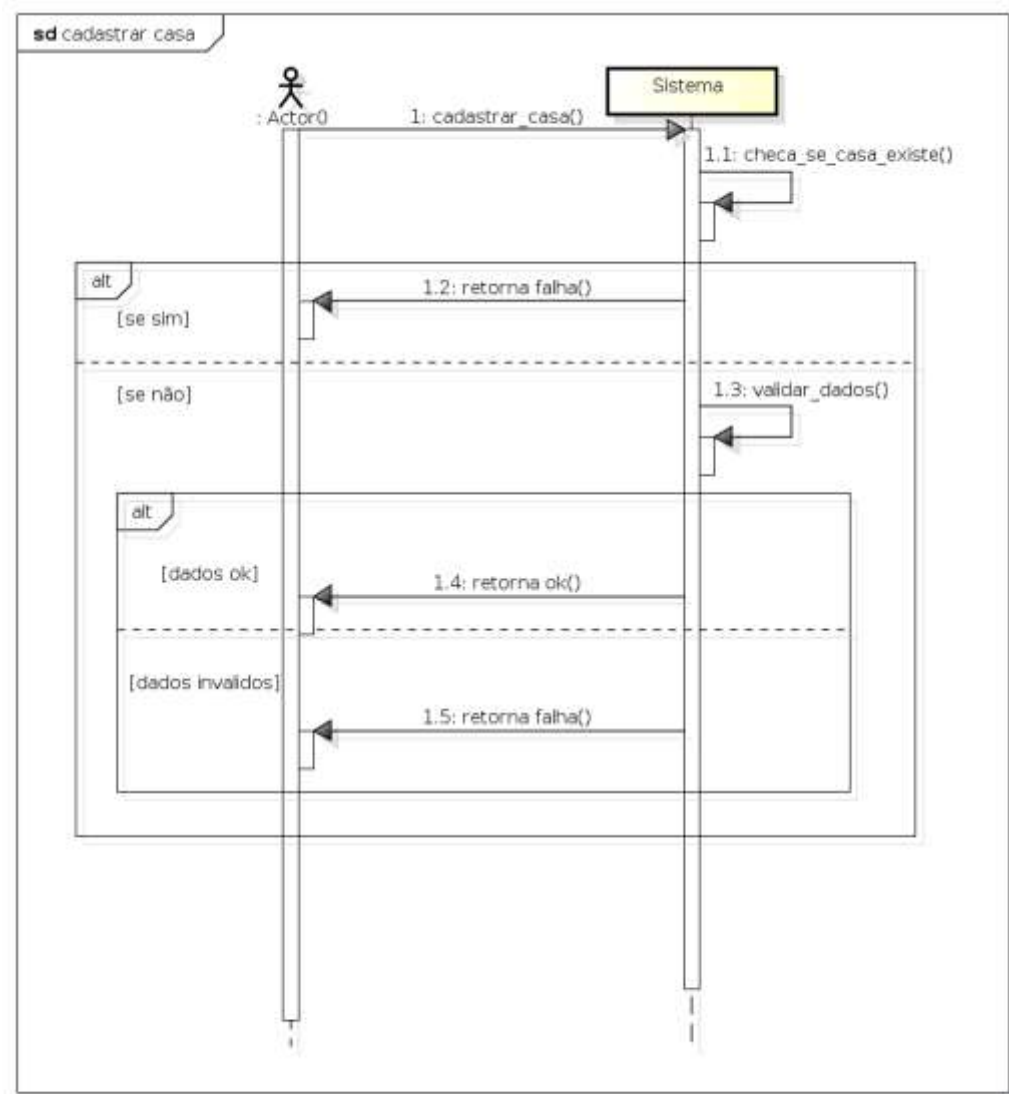 sd cadastrar casa
Sistema
: Actor0
1: cadastrar_casa()
1.1: checa_se_casa_existe()
alt
1.2: retorna falha()
[se sim]
[se não]
1.3: validar_dados()
alt
[dados ok]
1.4: retorna ok()
[dados invalidos]
1.5: retorna falha()